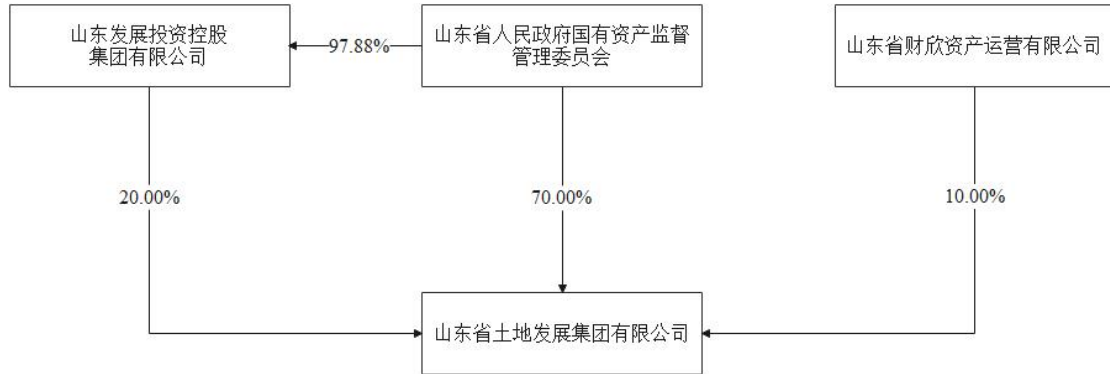 山东发展投资控股
集团有限公司
97.88%
山东省人民政府国有资产监督
管理委员会
山东省财欣资产运营有限公司
20.00%
70.00%
10.00%
山东省土地发展集团有限公司